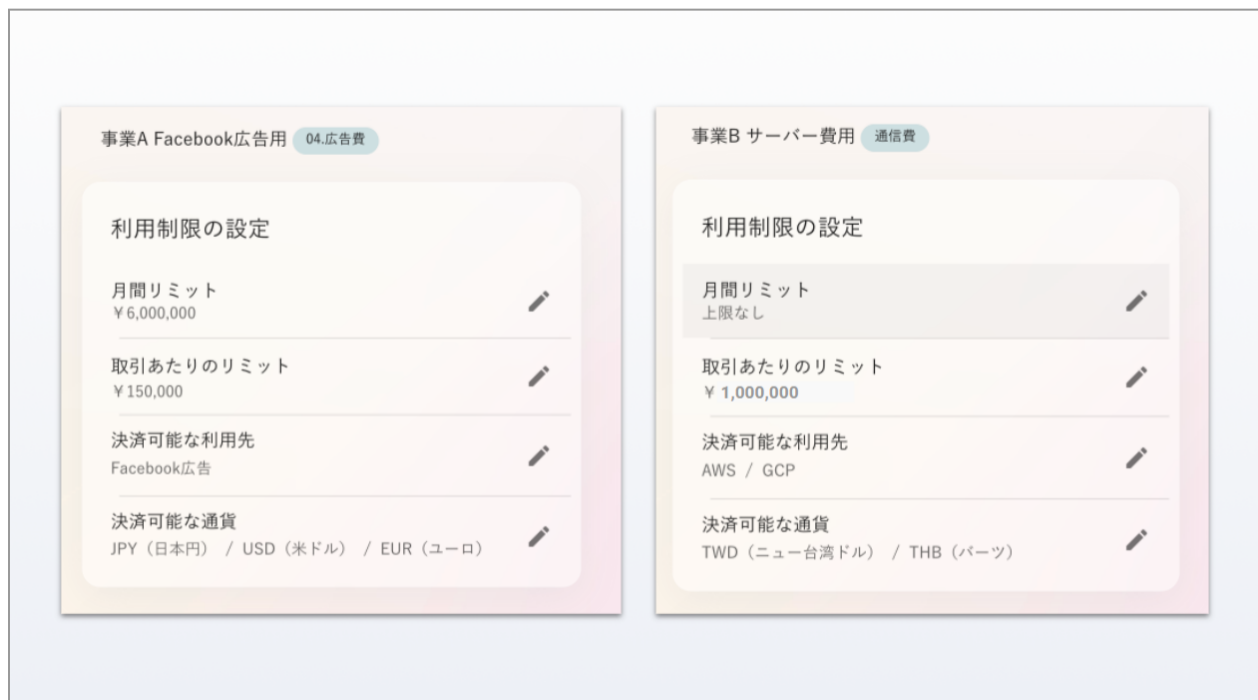 事業A Facebook広告用 04.広告費
利用制限の設定
月間リミット
¥6,000,000
取引あたりのリミット
¥150,000
決済可能な利用先
Facebook広告
決済可能な通貨
JPY（日本円） / USD（米ドル） / EUR（ユーロ）
事業B サーバー費用 通信費
利用制限の設定
月間リミット
上限なし
取引あたりのリミット
¥ 1,000,000
決済可能な利用先
AWS / GCP
決済可能な通貨
TWD（ニュー台湾ドル） / THB（バーツ）